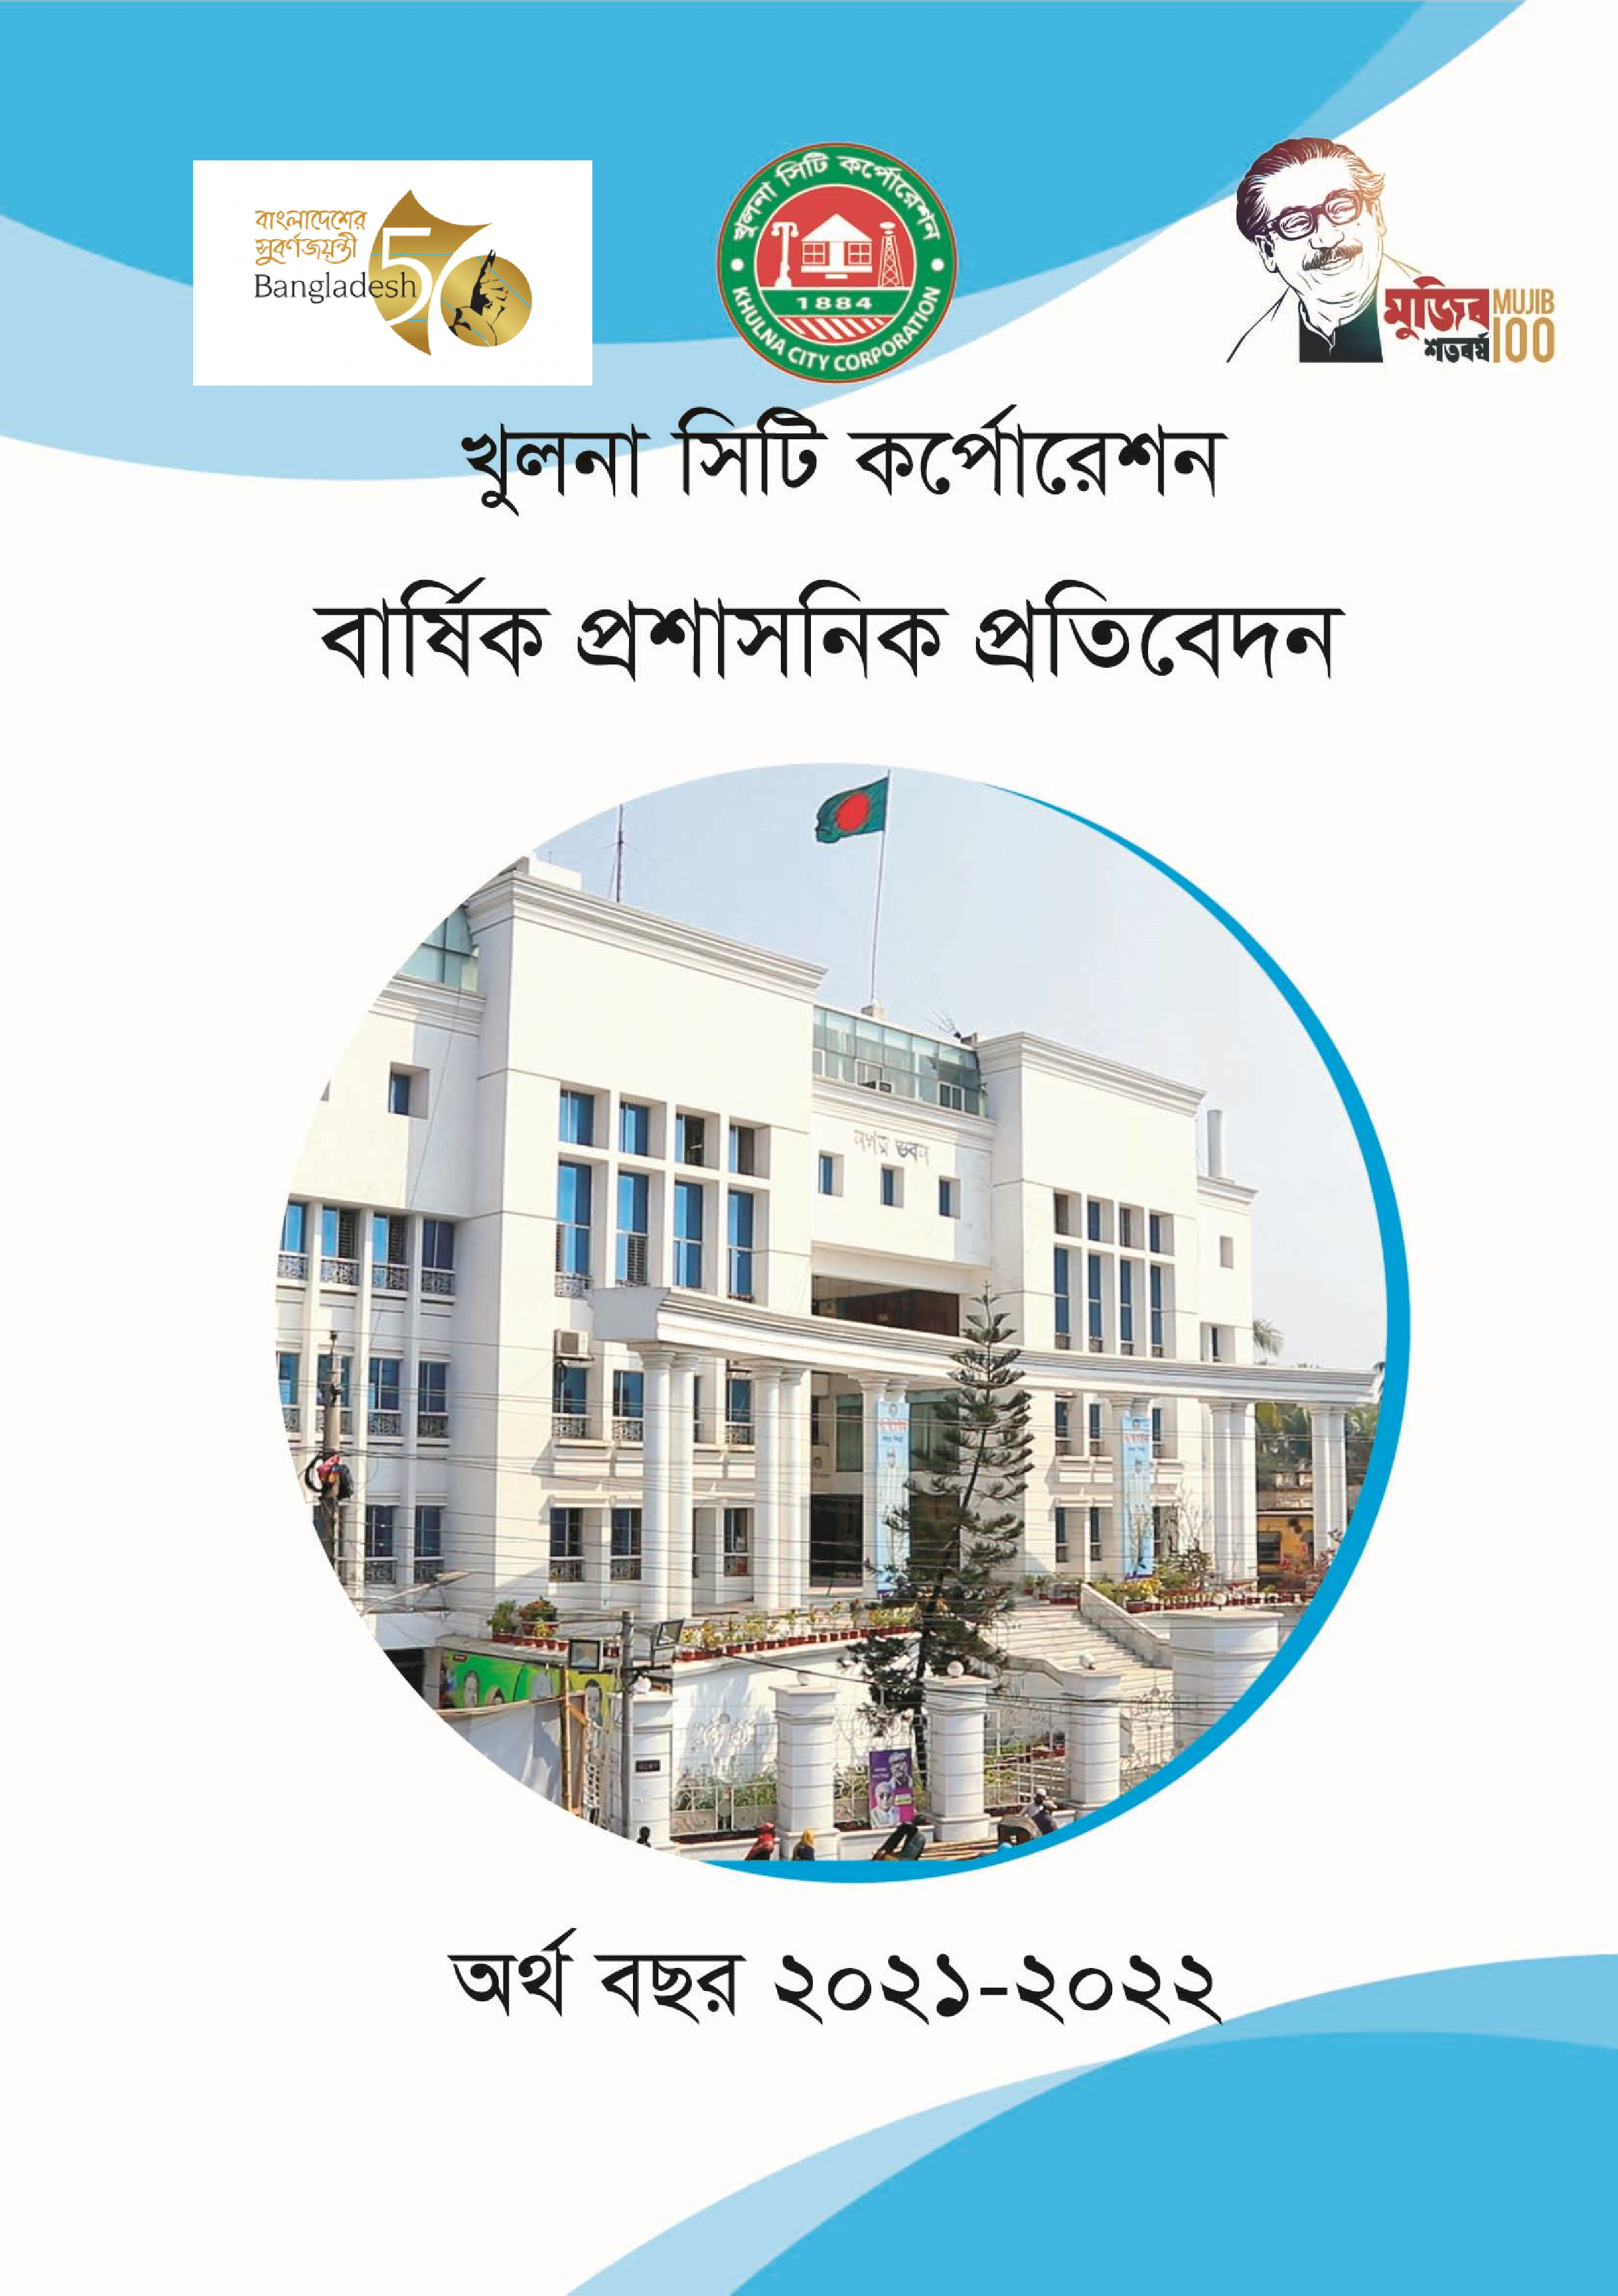 বাংলাদেশের
সুবর্ণজয়ন্তী
Bangladesh 50
খুলনা সিটি কর্পোরেশন
1884
KHULNA CITY CORPORATION
মুজিব
শতবর্ষ
MUJIB
100
খুলনা সিটি কর্পোরেশন
বার্ষিক প্রশাসনিক প্রতিবেদন
নগর ভবন
অর্থ বছর ২০২১-২০২২